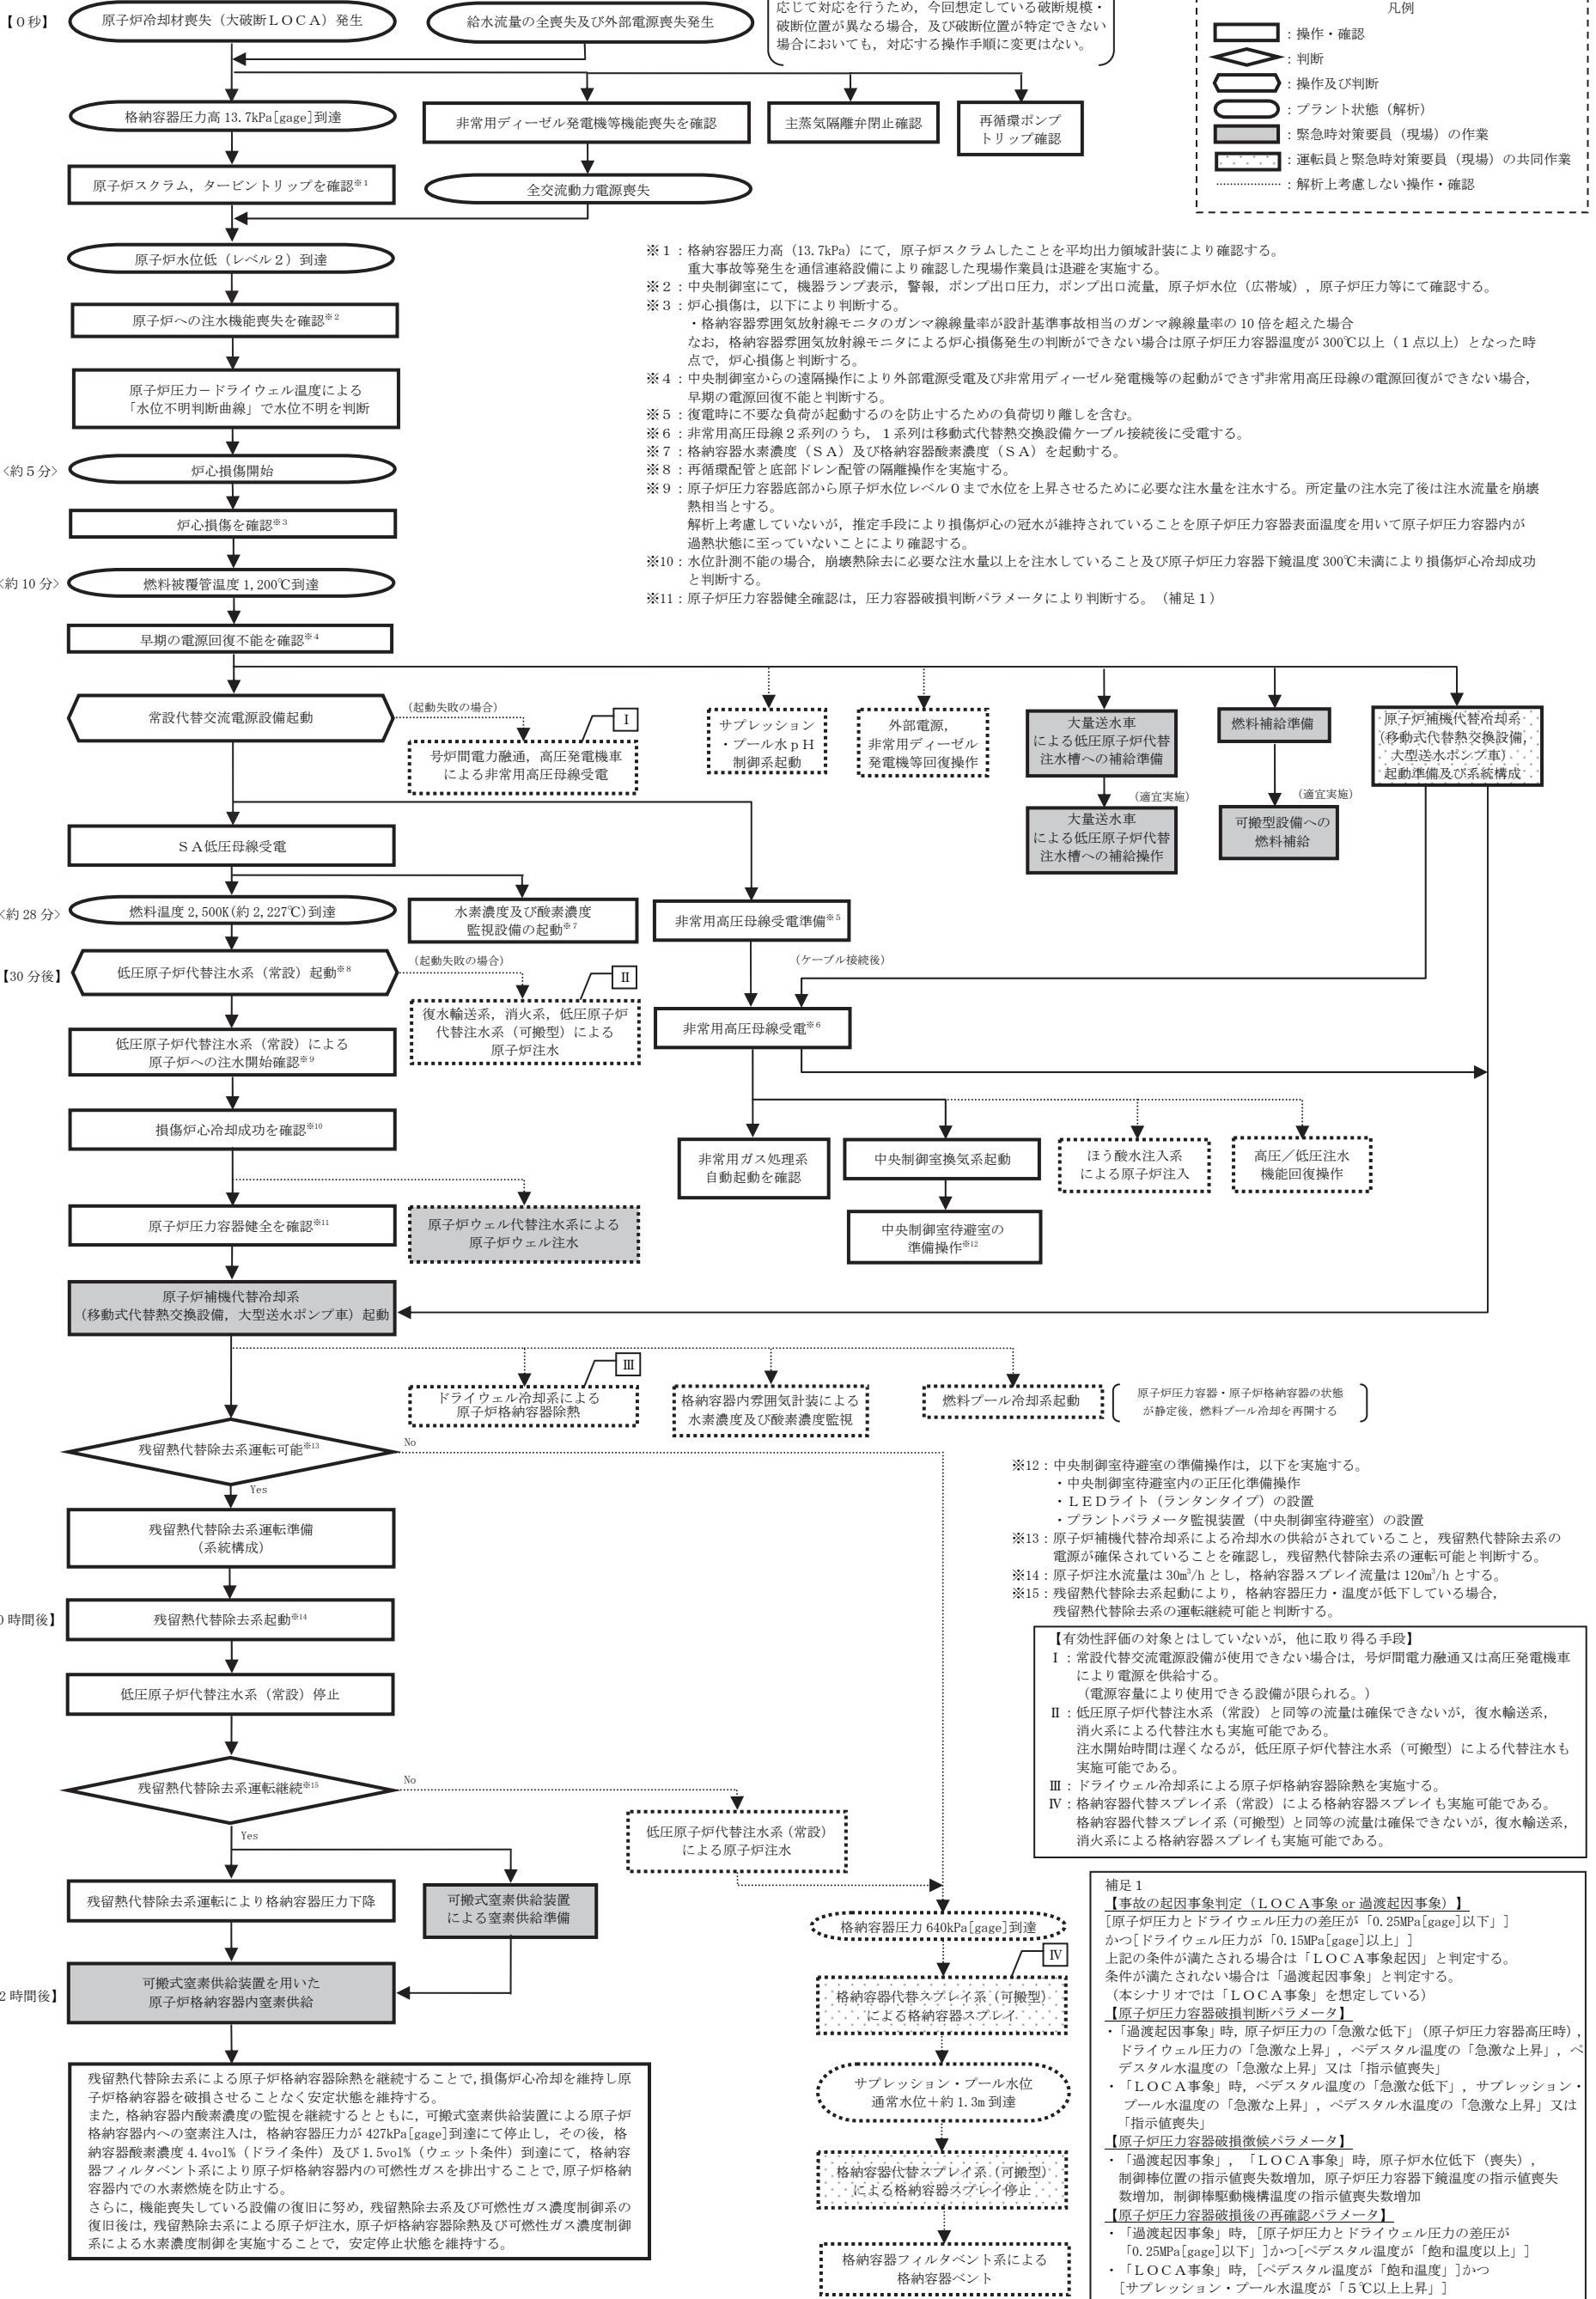 【０秒】
原子炉冷却材喪失（大破断ＬＯＣＡ）発生
給水流量の全喪失及び外部電源喪失発生
応じて対応を行うため，今回想定している破断規模・
破断位置が異なる場合，及び破断位置が特定できない
場合においても，対応する操作手順に変更はない。
凡例
：操作・確認
：判断
：操作及び判断
：プラント状態（解析）
：緊急時対策要員（現場）の作業
：運転員と緊急時対策要員（現場）の共同作業
：解析上考慮しない操作・確認
格納容器圧力高 13.7kPa[gage]到達
非常用ディーゼル発電機等機能喪失を確認
主蒸気隔離弁閉止確認
再循環ポンプ
トリップ確認
原子炉スクラム，タービントリップを確認※1
全交流動力電源喪失
原子炉水位低（レベル２）到達
原子炉への注水機能喪失を確認※2
原子炉圧力－ドライウェル温度による
「水位不明判断曲線」で水位不明を判断
<約５分>
炉心損傷開始
炉心損傷を確認※3
<約 10 分>
燃料被覆管温度 1,200℃到達
早期の電源回復不能を確認※4
※１：格納容器圧力高（13.7kPa）にて，原子炉スクラムしたことを平均出力領域計装により確認する。
重大事故等発生を通信連絡設備により確認した現場作業員は退避を実施する。
※２：中央制御室にて，機器ランプ表示，警報，ポンプ出口圧力，ポンプ出口流量，原子炉水位（広帯域），原子炉圧力等にて確認する。
※３：炉心損傷は，以下により判断する。
・格納容器雰囲気放射線モニタのガンマ線線量率が設計基準事故相当のガンマ線線量率の 10 倍を超えた場合
なお，格納容器雰囲気放射線モニタによる炉心損傷発生の判断ができない場合は原子炉圧力容器温度が 300℃以上（１点以上）となった時
点で，炉心損傷と判断する。
※４：中央制御室からの遠隔操作により外部電源受電及び非常用ディーゼル発電機等の起動ができず非常用高圧母線の電源回復ができない場合，
早期の電源回復不能と判断する。
※５：復電時に不要な負荷が起動するのを防止するための負荷切り離しを含む。
※６：非常用高圧母線２系列のうち，１系列は移動式代替熱交換設備ケーブル接続後に受電する。
※７：格納容器水素濃度（ＳＡ）及び格納容器酸素濃度（ＳＡ）を起動する。
※８：再循環配管と底部ドレン配管の隔離操作を実施する。
※９：原子炉圧力容器底部から原子炉水位レベル０まで水位を上昇させるために必要な注水量を注水する。所定量の注水完了後は注水流量を崩壊
熱相当とする。
解析上考慮していないが，推定手段により損傷炉心の冠水が維持されていることを原子炉圧力容器表面温度を用いて原子炉圧力容器内が
過熱状態に至っていないことにより確認する。
※10：水位計測不能の場合，崩壊熱除去に必要な注水量以上を注水していること及び原子炉圧力容器下鏡温度 300℃未満により損傷炉心冷却成功
と判断する。
※11：原子炉圧力容器健全確認は，圧力容器破損判断パラメータにより判断する。（補足１）
常設代替交流電源設備起動
（起動失敗の場合）
Ⅰ
号炉間電力融通，高圧発電機車
による非常用高圧母線受電
サプレッション
・プール水ｐＨ
制御系起動
外部電源，
非常用ディーゼル
発電機等回復操作
大量送水車
による低圧原子炉代替
注水槽への補給準備
燃料補給準備
原子炉補機代替冷却系
(移動式代替熱交換設備，
大型送水ポンプ車）
起動準備及び系統構成
（適宜実施）
大量送水車
による低圧原子炉代替
注水槽への補給操作
（適宜実施）
可搬型設備への
燃料補給
ＳＡ低圧母線受電
<約 28 分>
燃料温度 2,500K(約 2,227℃)到達
水素濃度及び酸素濃度
監視設備の起動※7
非常用高圧母線受電準備※5
【30 分後】
低圧原子炉代替注水系（常設）起動※8
（起動失敗の場合）
Ⅱ
復水輸送系，消火系，低圧原子炉
代替注水系（可搬型）による
原子炉注水
（ケーブル接続後）
非常用高圧母線受電※6
低圧原子炉代替注水系（常設）による
原子炉への注水開始確認※9
損傷炉心冷却成功を確認※10
非常用ガス処理系
自動起動を確認
中央制御室換気系起動
ほう酸水注入系
による原子炉注入
高圧／低圧注水
機能回復操作
原子炉圧力容器健全を確認※11
原子炉ウェル代替注水系による
原子炉ウェル注水
中央制御室待避室の
準備操作※12
原子炉補機代替冷却系
（移動式代替熱交換設備，大型送水ポンプ車）起動
Ⅲ
ドライウェル冷却系による
原子炉格納容器除熱
格納容器内雰囲気計装による
水素濃度及び酸素濃度監視
燃料プール冷却系起動
原子炉圧力容器・原子炉格納容器の状態
が静定後，燃料プール冷却を再開する
残留熱代替除去系運転可能※13
No
Yes
残留熱代替除去系運転準備
（系統構成）
0 時間後】
残留熱代替除去系起動※14
低圧原子炉代替注水系（常設）停止
残留熱代替除去系運転継続※15
No
Yes
低圧原子炉代替注水系（常設）
による原子炉注水
残留熱代替除去系運転により格納容器圧力下降
可搬式窒素供給装置
による窒素供給準備
2 時間後】
可搬式窒素供給装置を用いた
原子炉格納容器内窒素供給
残留熱代替除去系による原子炉格納容器除熱を継続することで，損傷炉心冷却を維持し原
子炉格納容器を破損させることなく安定状態を維持する。
また，格納容器内酸素濃度の監視を継続するとともに，可搬式窒素供給装置による原子炉
格納容器内への窒素注入は，格納容器圧力が 427kPa[gage]到達にて停止し，その後，格
納容器酸素濃度 4.4vol%（ドライ条件）及び 1.5vol%（ウェット条件）到達にて，格納容
器フィルタベント系により原子炉格納容器内の可燃性ガスを排出することで，原子炉格納
容器内での水素燃焼を防止する。
さらに，機能喪失している設備の復旧に努め，残留熱除去系及び可燃性ガス濃度制御系の
復旧後は，残留熱除去系による原子炉注水，原子炉格納容器除熱及び可燃性ガス濃度制御
系による水素濃度制御を実施することで，安定停止状態を維持する。
格納容器圧力 640kPa[gage]到達
Ⅳ
格納容器代替スプレイ系（可搬型）
による格納容器スプレイ
サプレッション・プール水位
通常水位＋約 1.3m 到達
格納容器代替スプレイ系（可搬型）
による格納容器スプレイ停止
格納容器フィルタベント系による
格納容器ベント
※12：中央制御室待避室の準備操作は，以下を実施する。
・中央制御室待避室内の正圧化準備操作
・ＬＥＤライト（ランタンタイプ）の設置
・プラントパラメータ監視装置（中央制御室待避室）の設置
※13：原子炉補機代替冷却系による冷却水の供給がされていること，残留熱代替除去系の
電源が確保されていることを確認し，残留熱代替除去系の運転可能と判断する。
※14：原子炉注水流量は 30m³/h とし，格納容器スプレイ流量は 120m³/h とする。
※15：残留熱代替除去系起動により，格納容器圧力・温度が低下している場合，
残留熱代替除去系の運転継続可能と判断する。
【有効性評価の対象とはしていないが，他に取り得る手段】
Ⅰ：常設代替交流電源設備が使用できない場合は，号炉間電力融通又は高圧発電機車
により電源を供給する。
（電源容量により使用できる設備が限られる。）
Ⅱ：低圧原子炉代替注水系（常設）と同等の流量は確保できないが，復水輸送系，
消火系による代替注水も実施可能である。
注水開始時間は遅くなるが，低圧原子炉代替注水系（可搬型）による代替注水も
実施可能である。
Ⅲ：ドライウェル冷却系による原子炉格納容器除熱を実施する。
Ⅳ：格納容器代替スプレイ系（常設）による格納容器スプレイも実施可能である。
格納容器代替スプレイ系（可搬型）と同等の流量は確保できないが，復水輸送系，
消火系による格納容器スプレイも実施可能である。
補足１
【事故の起因事象判定（ＬＯＣＡ事象 or 過渡起因事象）】
[原子炉圧力とドライウェル圧力の差圧が「0.25MPa[gage]以下」]
かつ[ドライウェル圧力が「0.15MPa[gage]以上」]
上記の条件が満たされる場合は「ＬＯＣＡ事象起因」と判定する。
条件が満たされない場合は「過渡起因事象」と判定する。
（本シナリオでは「ＬＯＣＡ事象」を想定している）
【原子炉圧力容器破損判断パラメータ】
・「過渡起因事象」時，原子炉圧力の「急激な低下」（原子炉圧力容器高圧時），
ドライウェル圧力の「急激な上昇」，ペデスタル温度の「急激な上昇」，ペ
デスタル水温度の「急激な上昇」又は「指示値喪失」
・「ＬＯＣＡ事象」時，ペデスタル温度の「急激な低下」，サプレッション・
プール水温度の「急激な上昇」，ペデスタル水温度の「急激な上昇」又は
「指示値喪失」
【原子炉圧力容器破損徴候パラメータ】
・「過渡起因事象」，「ＬＯＣＡ事象」時，原子炉水位低下（喪失），
制御棒位置の指示値喪失数増加，原子炉圧力容器下鏡温度の指示値喪失
数増加，制御棒駆動機構温度の指示値喪失数増加
【原子炉圧力容器破損後の再確認パラメータ】
・「過渡起因事象」時，[原子炉圧力とドライウェル圧力の差圧が
「0.25MPa[gage]以下」]かつ[ペデスタル温度が「飽和温度以上」]
・「ＬＯＣＡ事象」時，[ペデスタル温度が「飽和温度」]かつ
[サプレッション・プール水温度が「５℃以上上昇」]